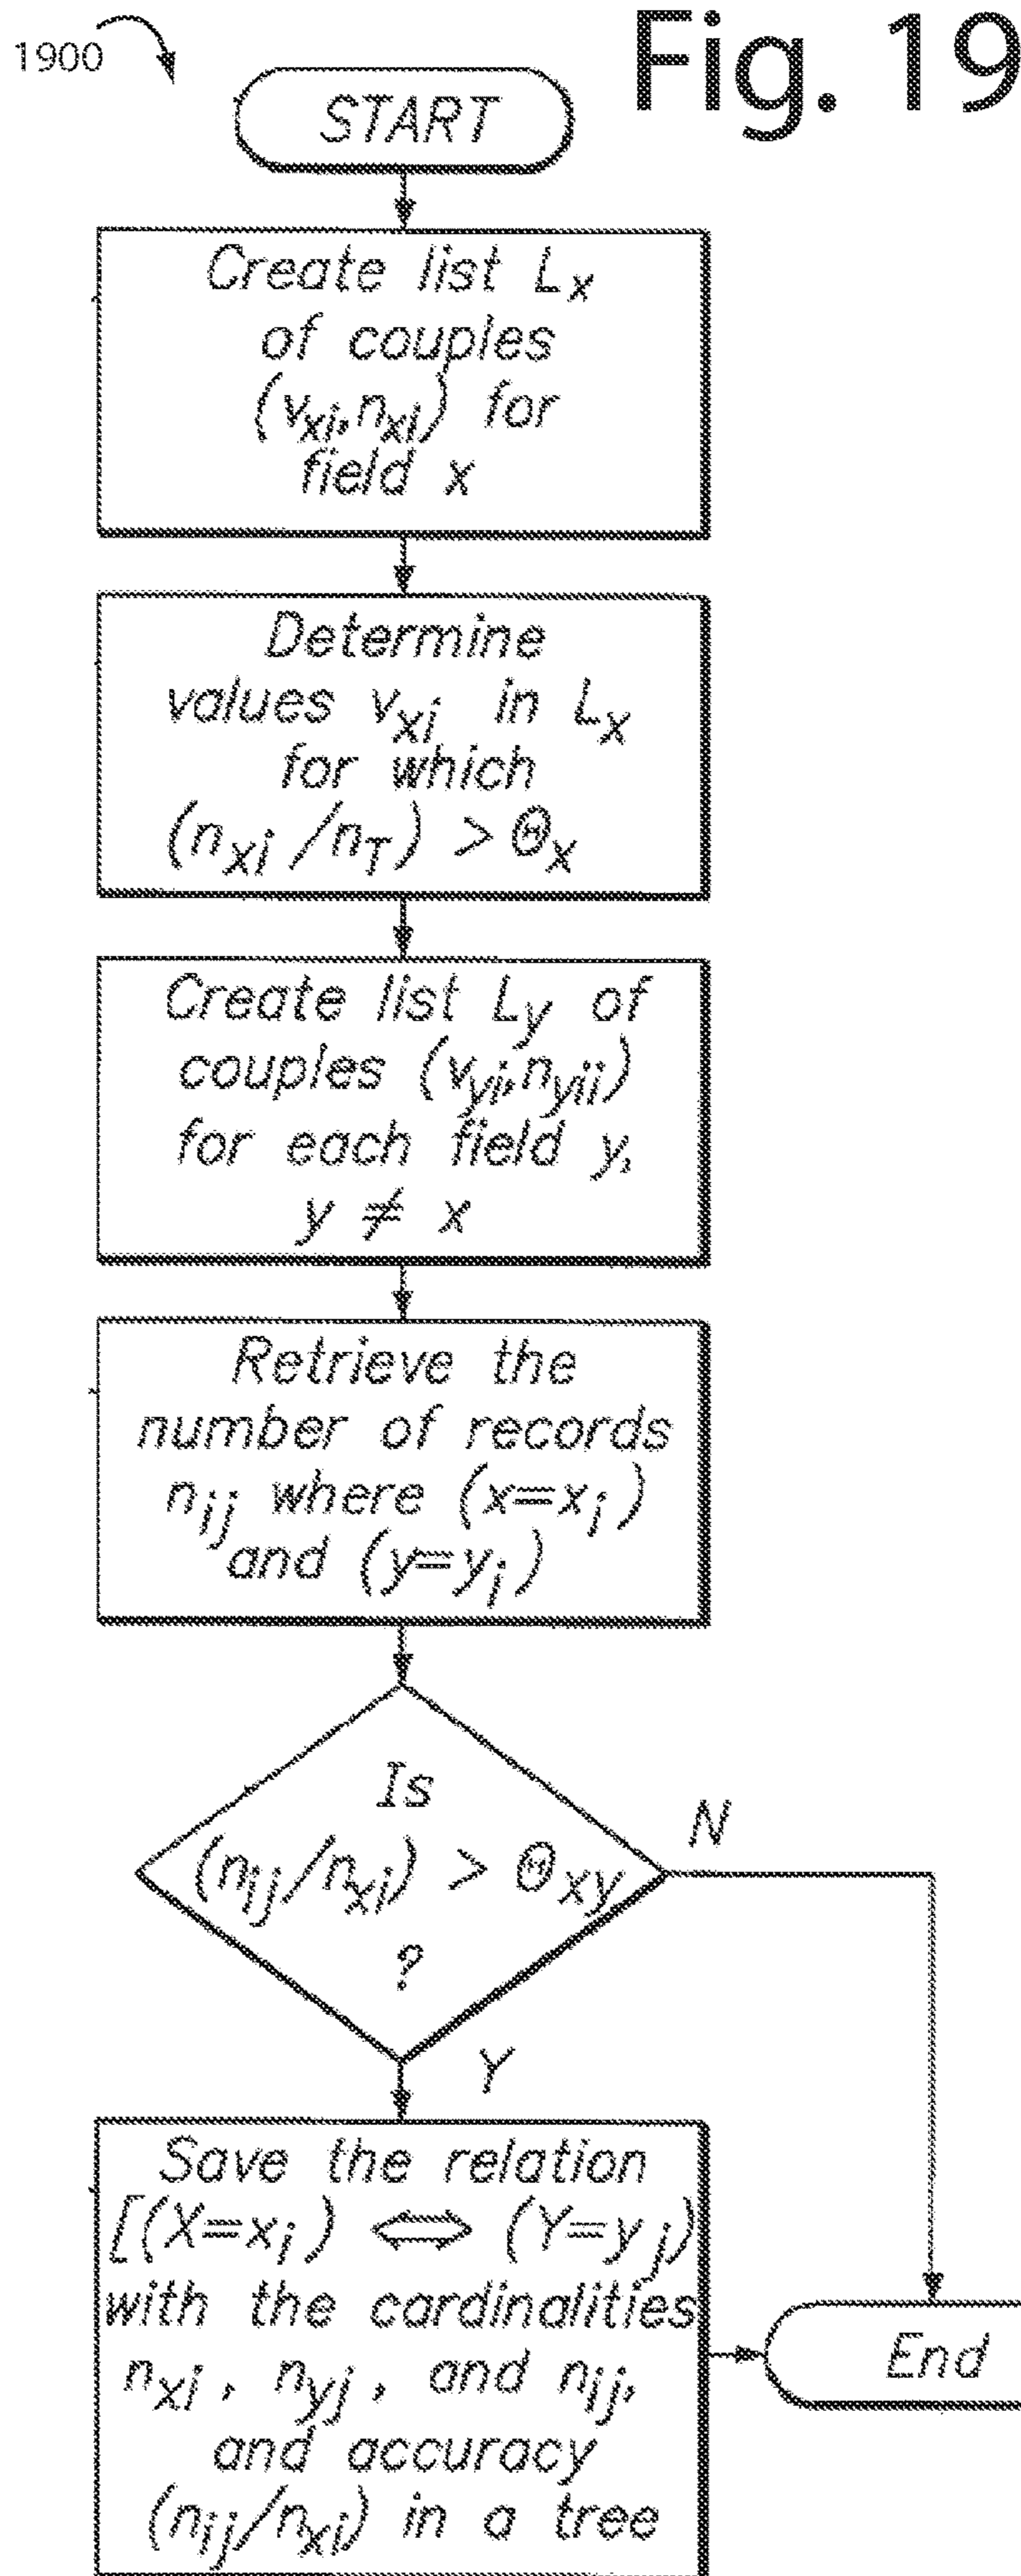 1900
Fig. 19
START
Create list Lx
of couples
(vxi,nxi) for
field x
Determine
values vxi in Lx
for which
(nxi /nT) > Θx
Create list Ly of
couples (vyi,nyii)
for each field y,
y ≠ x
Retrieve the
number of records
nij where (x=xi)
and (y=yi)
Is
(nij/nxi) > Θxy
?
N
Y
Save the relation
[(X=xi) ⇔ (Y=yj)
with the cardinalities
nxi, nyj, and nij,
and accuracy
(nij/nxi) in a tree
End